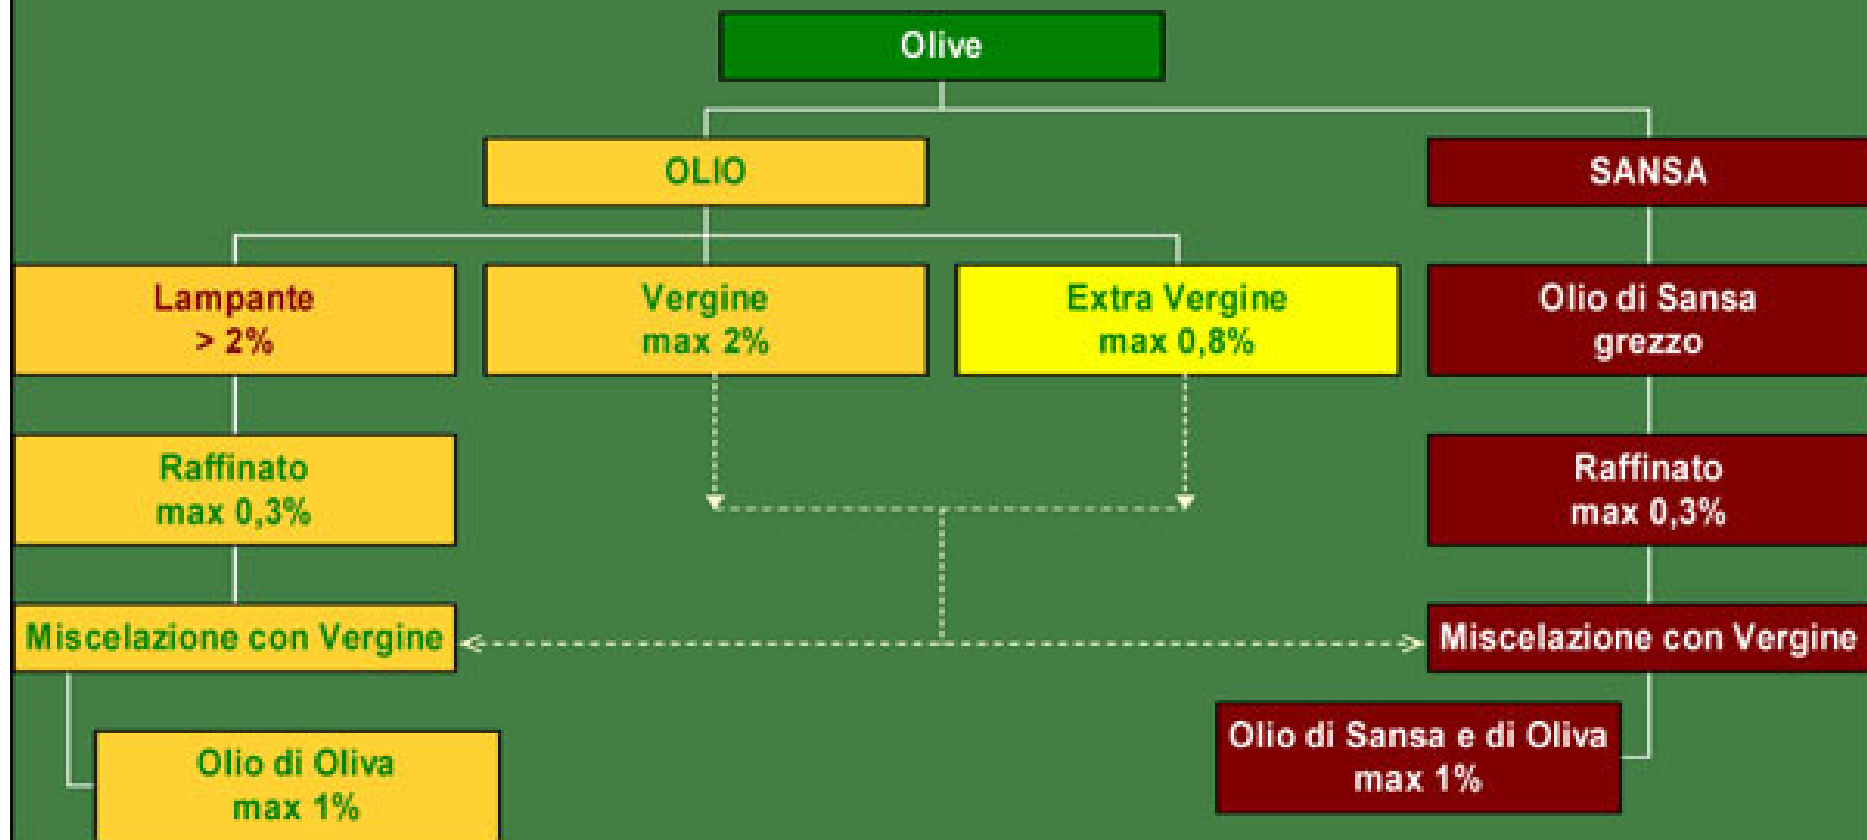 Olive
OLIO
SANSA
Lampante
> 2%
Vergine
max 2%
Extra Vergine
max 0,8%
Olio di Sansa
grezzo
Raffinato
max 0,3%
Raffinato
max 0,3%
Miscelazione con Vergine
Miscelazione con Vergine
Olio di Oliva
max 1%
Olio di Sansa e di Oliva
max 1%